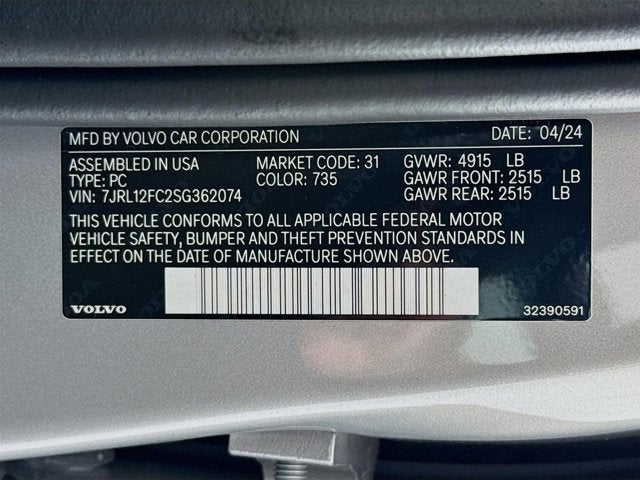 MFD BY VOLVO CAR CORPORATION DATE: 04/24
ASSEMBLED IN USA MARKET CODE: 31 GVWR: 4915 LB
TYPE: PC COLOR: 735 GAWR FRONT: 2515 LB
VIN: 7JRL12FC2SG362074 GAWR REAR: 2515 LB
THIS VEHICLE CONFORMS TO ALL APPLICABLE FEDERAL MOTOR
VEHICLE SAFETY, BUMPER AND THEFT PREVENTION STANDARDS IN
EFFECT ON THE DATE OF MANUFACTURE SHOWN ABOVE.
VOLVO 32390591